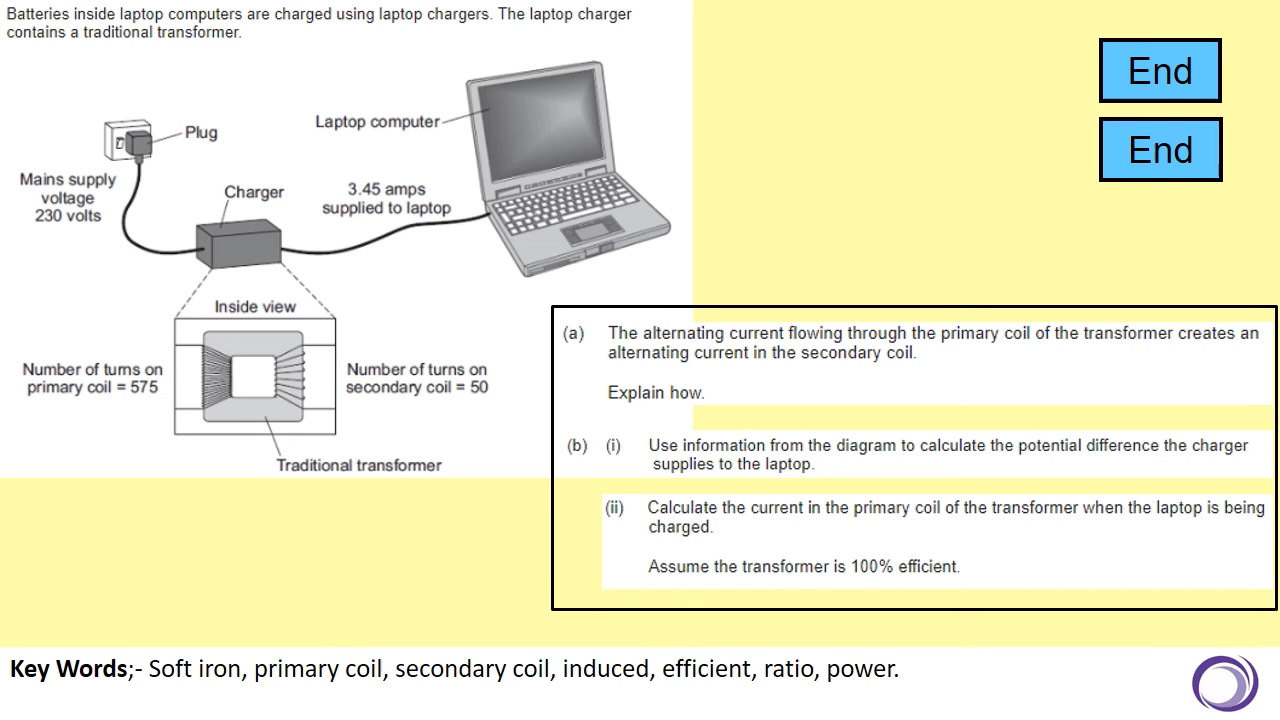 Batteries inside laptop computers are charged using laptop chargers. The laptop charger
contains a traditional transformer.
End
End
Laptop computer
Plug
Mains supply
voltage
230 volts
Charger
3.45 amps
supplied to laptop
Inside view
Number of turns on
primary coil = 575
Number of turns on
secondary coil = 50
Traditional transformer
(a) The alternating current flowing through the primary coil of the transformer creates an
alternating current in the secondary coil.
Explain how.
(b) (i) Use information from the diagram to calculate the potential difference the charger
supplies to the laptop.
(ii) Calculate the current in the primary coil of the transformer when the laptop is being
charged.
Assume the transformer is 100% efficient.
Key Words;- Soft iron, primary coil, secondary coil, induced, efficient, ratio, power.